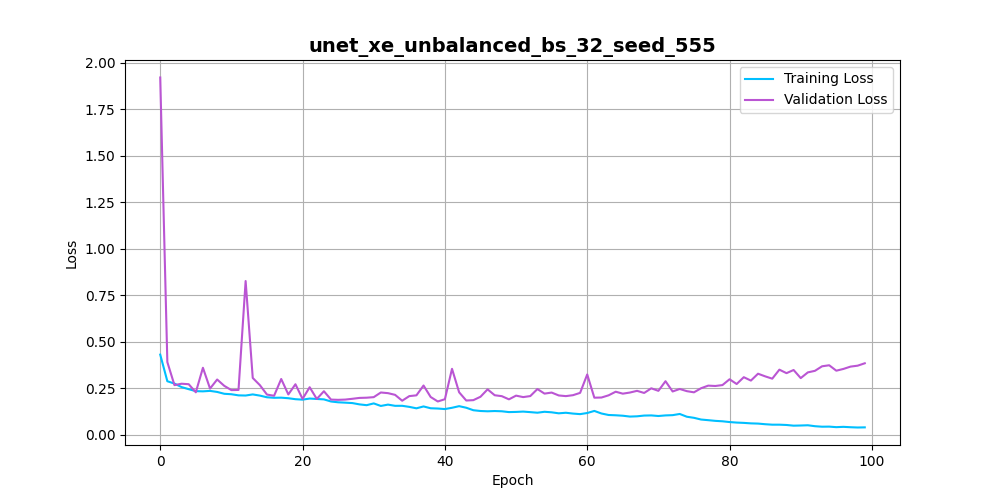 unet_xe_unbalanced_bs_32_seed_555
Training Loss
Validation Loss
2.00
1.75
1.50
1.25
1.00
0.75
0.50
0.25
0.00
Loss
0 20 40 60 80 100
Epoch